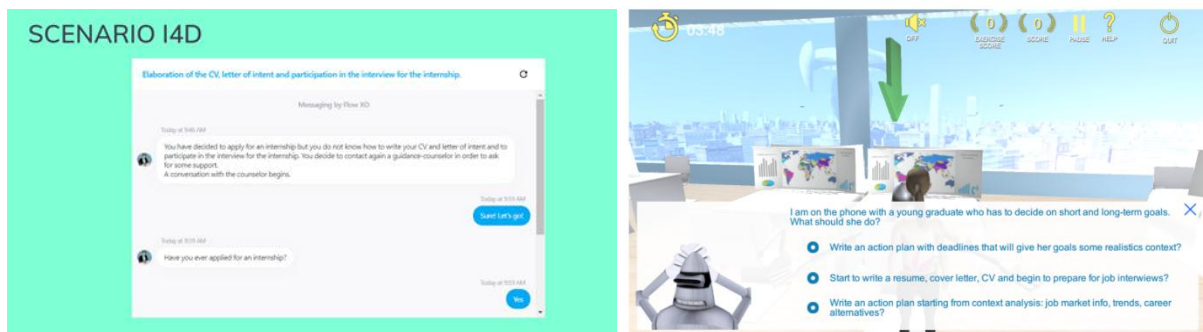 SCENARIO I4D
Elaboration of the CV, letter of intent and participation in the interview for the internship.
Messaging by Flow XO
Today at 9:46 AM
You have decided to apply for an internship but you do not know how to write your CV and letter of intent and to
participate in the interview for the internship. You decide to contact again a guidance-counselor in order to ask
for some support.
A conversation with the counselor begins.
Today at 9:59 AM
Sure! Let's go!
Today at 9:59 AM
Have you ever applied for an internship?
Today at 9:59 AM
Yes
03:48
OFF
0
EXERCISE
SCORE
0
SCORE
PAUSE
HELP
QUIT
I am on the phone with a young graduate who has to decide on short and long-term goals.
What should she do?
Write an action plan with deadlines that will give her goals some realistics context?
Start to write a resume, cover letter, CV and begin to prepare for job interwiews?
Write an action plan starting from context analysis: job market info, trends, career
alternatives?